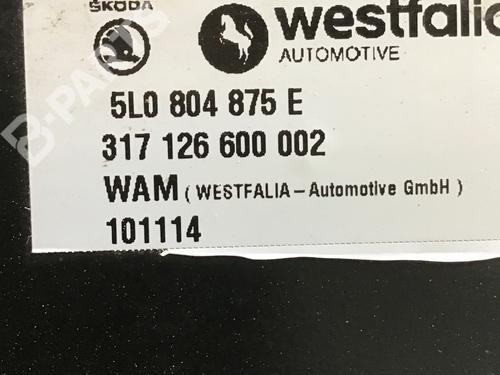 ŠKODA
westfalia
AUTOMOTIVE
5L0 804 875 E
317 126 600 002
WAM ( WESTFALIA - Automotive GmbH )
101114
B-PARTS